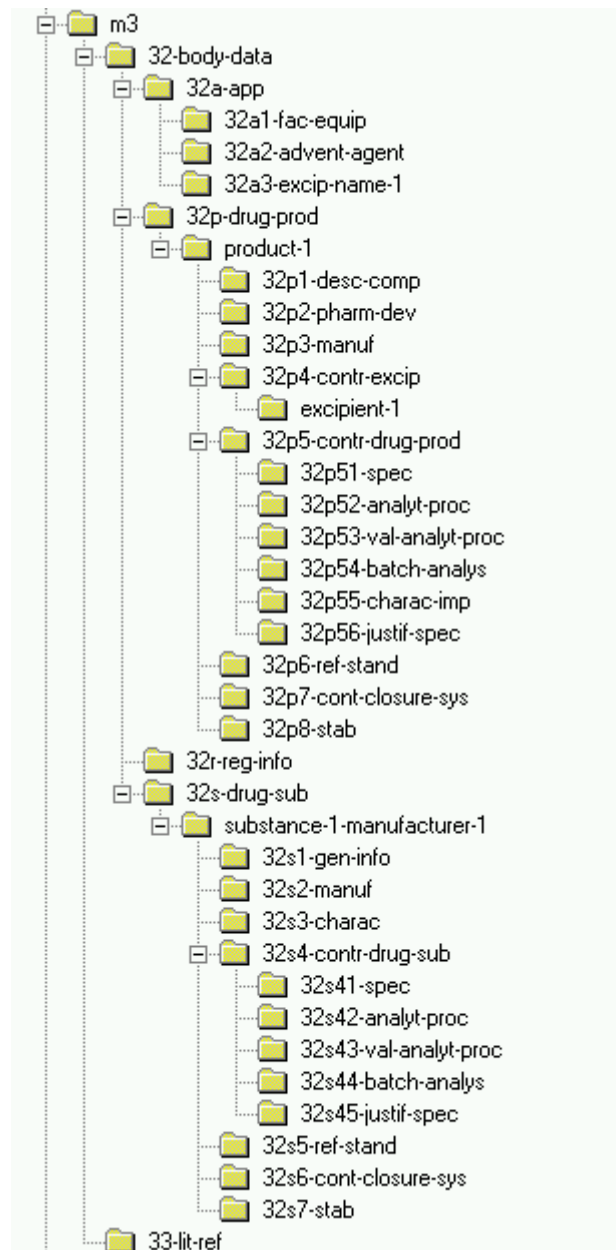 m3
32-body-data
32a-app
32a1-fac-equip
32a2-advent-agent
32a3-excip-name-1
32p-drug-prod
product-1
32p1-desc-comp
32p2-pharm-dev
32p3-manuf
32p4-contr-excip
excipient-1
32p5-contr-drug-prod
32p51-spec
32p52-analyt-proc
32p53-val-analyt-proc
32p54-batch-analys
32p55-charac-imp
32p56-justif-spec
32p6-ref-stand
32p7-cont-closure-sys
32p8-stab
32r-reg-info
32s-drug-sub
substance-1-manufacturer-1
32s1-gen-info
32s2-manuf
32s3-charac
32s4-contr-drug-sub
32s41-spec
32s42-analyt-proc
32s43-val-analyt-proc
32s44-batch-analys
32s45-justif-spec
32s5-ref-stand
32s6-cont-closure-sys
32s7-stab
33-lit-ref